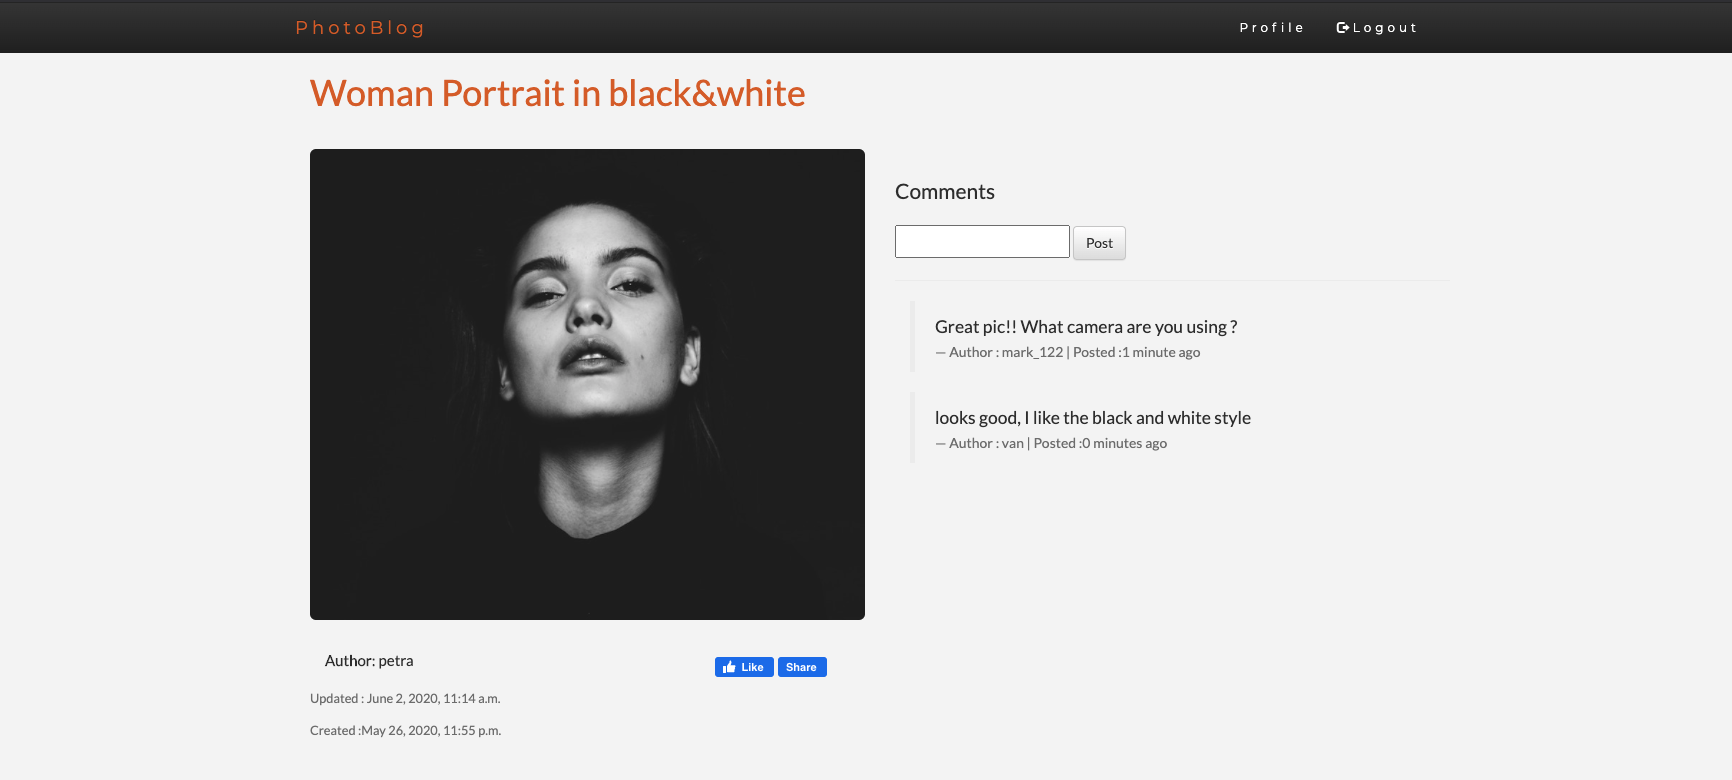 PhotoBlog
Profile
Logout
Woman Portrait in black&white
Comments
Post
Great pic!! What camera are you using ?
— Author : mark_122 | Posted :1 minute ago
looks good, I like the black and white style
— Author : van | Posted :0 minutes ago
Author: petra
Like
Share
Updated : June 2, 2020, 11:14 a.m.
Created :May 26, 2020, 11:55 p.m.